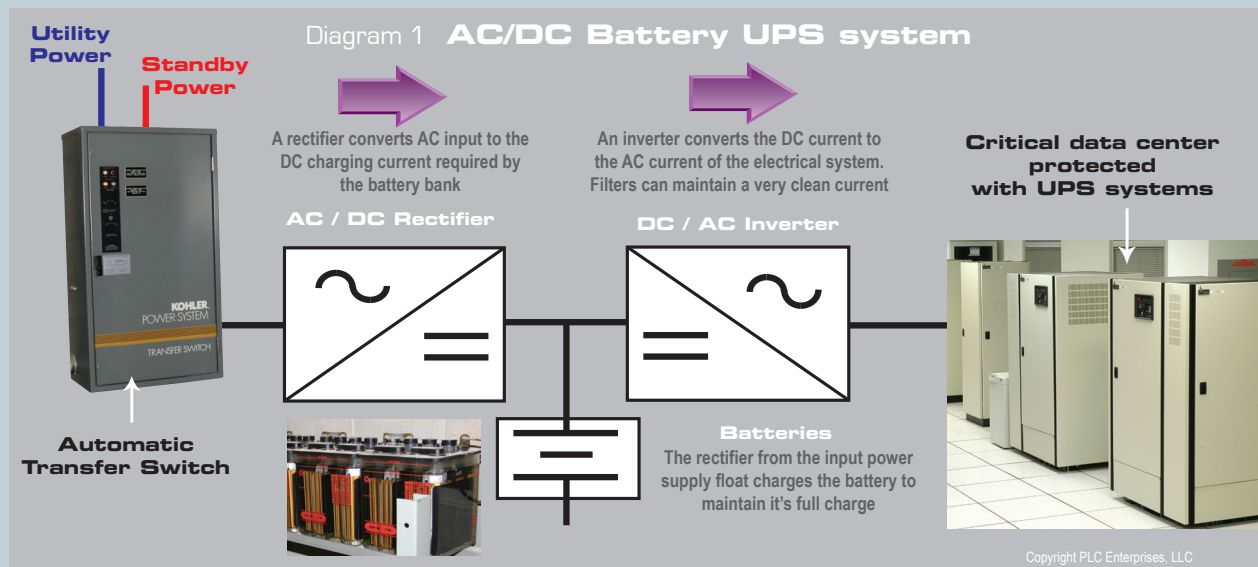 Diagram 1 AC/DC Battery UPS system
Utility
Power
Standby
Power
A rectifier converts AC input to the
DC charging current required by
the battery bank
An inverter converts the DC current to
the AC current of the electrical system.
Filters can maintain a very clean current
Critical data center
protected
with UPS systems
AC / DC Rectifier
DC / AC Inverter
KOHLER.
POWER SYSTEM
TRANSFER SWITCH
Automatic
Transfer Switch
Batteries
The rectifier from the input power
supply float charges the battery to
maintain it's full charge
Copyright PLC Enterprises, LLC